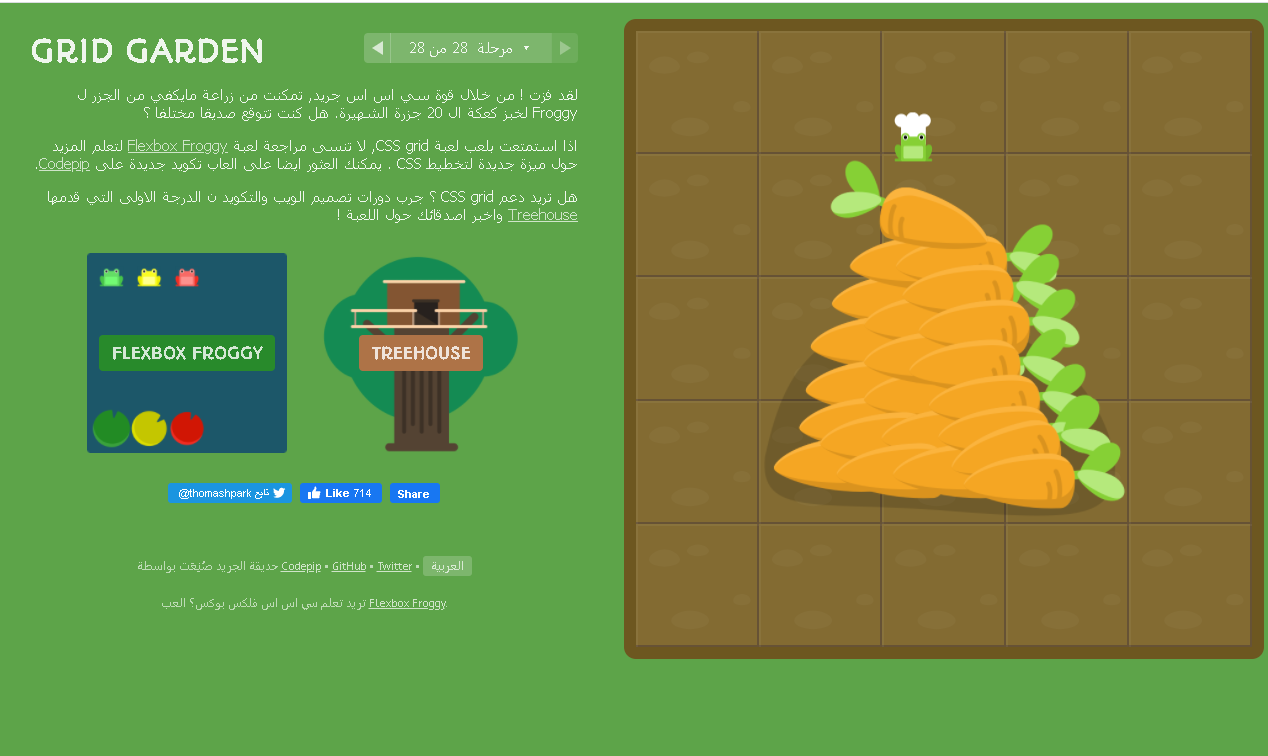 GRID GARDEN
مرحلة 28 من 28
لقد فزت ! من خلال قوة سي اس اس جريد, تمكنت من زراعة مايكفي من الجزر ل
Froggy لخبز كعكة ال 20 جزرة الشهيرة. هل كنت تتوقع صديقا مختلفا ؟
اذا استمتعت بلعب لعبة CSS grid, لا تنسى مراجعة لعبة Flexbox Froggy لتعلم المزيد
حول ميزة جديدة لتخطيط CSS . يمكنك العثور ايضا على العاب تكويد جديدة على Codepip.
هل تريد دعم CSS grid ؟ جرب دورات تصميم الويب والتكويد ن الدرجة الاولى التي قدمها
Treehouse واخبر اصدقائك حول اللعبة !
FLEXBOX FROGGY
TREEHOUSE
تابع @thomashpark
Like 714
Share
حديقة الجريد صُنِعَت بواسطة Codepip • GitHub • Twitter • العربية
تريد تعلم سي اس اس فلكس بوكس؟ العب Flexbox Froggy.